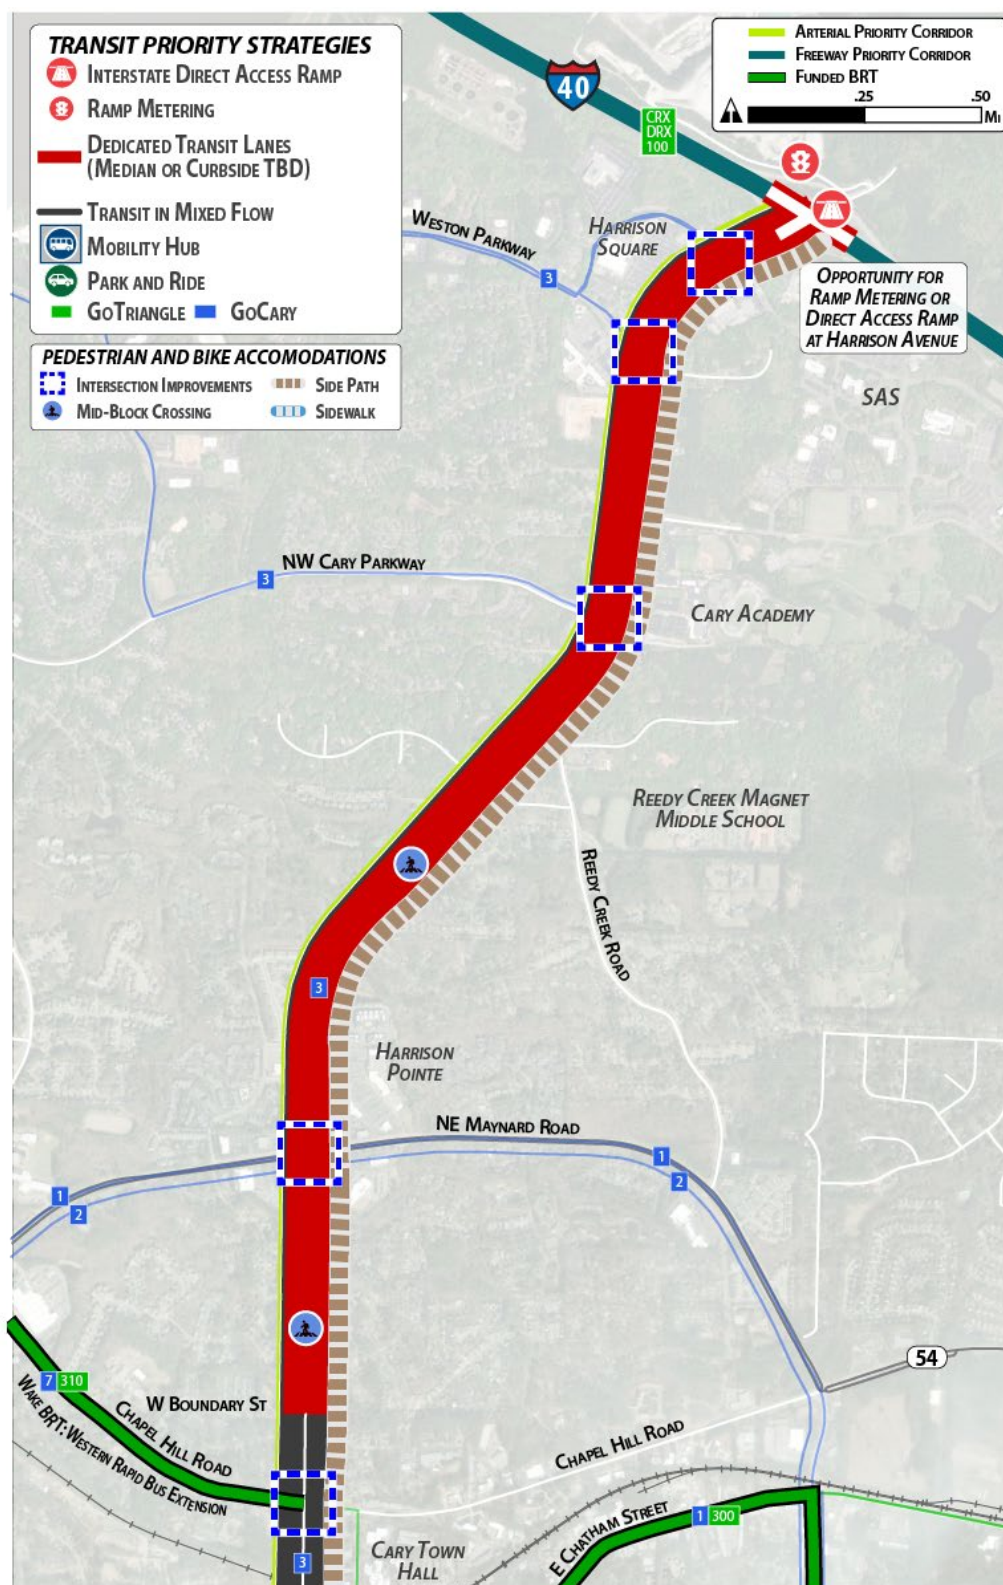 TRANSIT PRIORITY STRATEGIES
INTERSTATE DIRECT ACCESS RAMP
RAMP METERING
DEDICATED TRANSIT LANES
(MEDIAN OR CURBSIDE TBD)
TRANSIT IN MIXED FLOW
MOBILITY HUB
PARK AND RIDE
GOTRIANGLE GOCARY
PEDESTRIAN AND BIKE ACCOMODATIONS
INTERSECTION IMPROVEMENTS SIDE PATH
MID-BLOCK CROSSING SIDEWALK
ARTERIAL PRIORITY CORRIDOR
FREEWAY PRIORITY CORRIDOR
FUNDED BRT
.25 .50
MI
40
CRX
DRX
100
WESTON PARKWAY
3
HARRISON
SQUARE
OPPORTUNITY FOR
RAMP METERING OR
DIRECT ACCESS RAMP
AT HARRISON AVENUE
SAS
NW CARY PARKWAY
3
CARY ACADEMY
REEDY CREEK MAGNET
MIDDLE SCHOOL
REEDY CREEK ROAD
3
HARRISON
POINTE
NE MAYNARD ROAD
1
2
1
2
54
7 310
W BOUNDARY ST
CHAPEL HILL ROAD
WAKE BRT: WESTERN RAPID BUS EXTENSION
CHAPEL HILL ROAD
E CHATHAM STREET
1 300
3
CARY TOWN
HALL